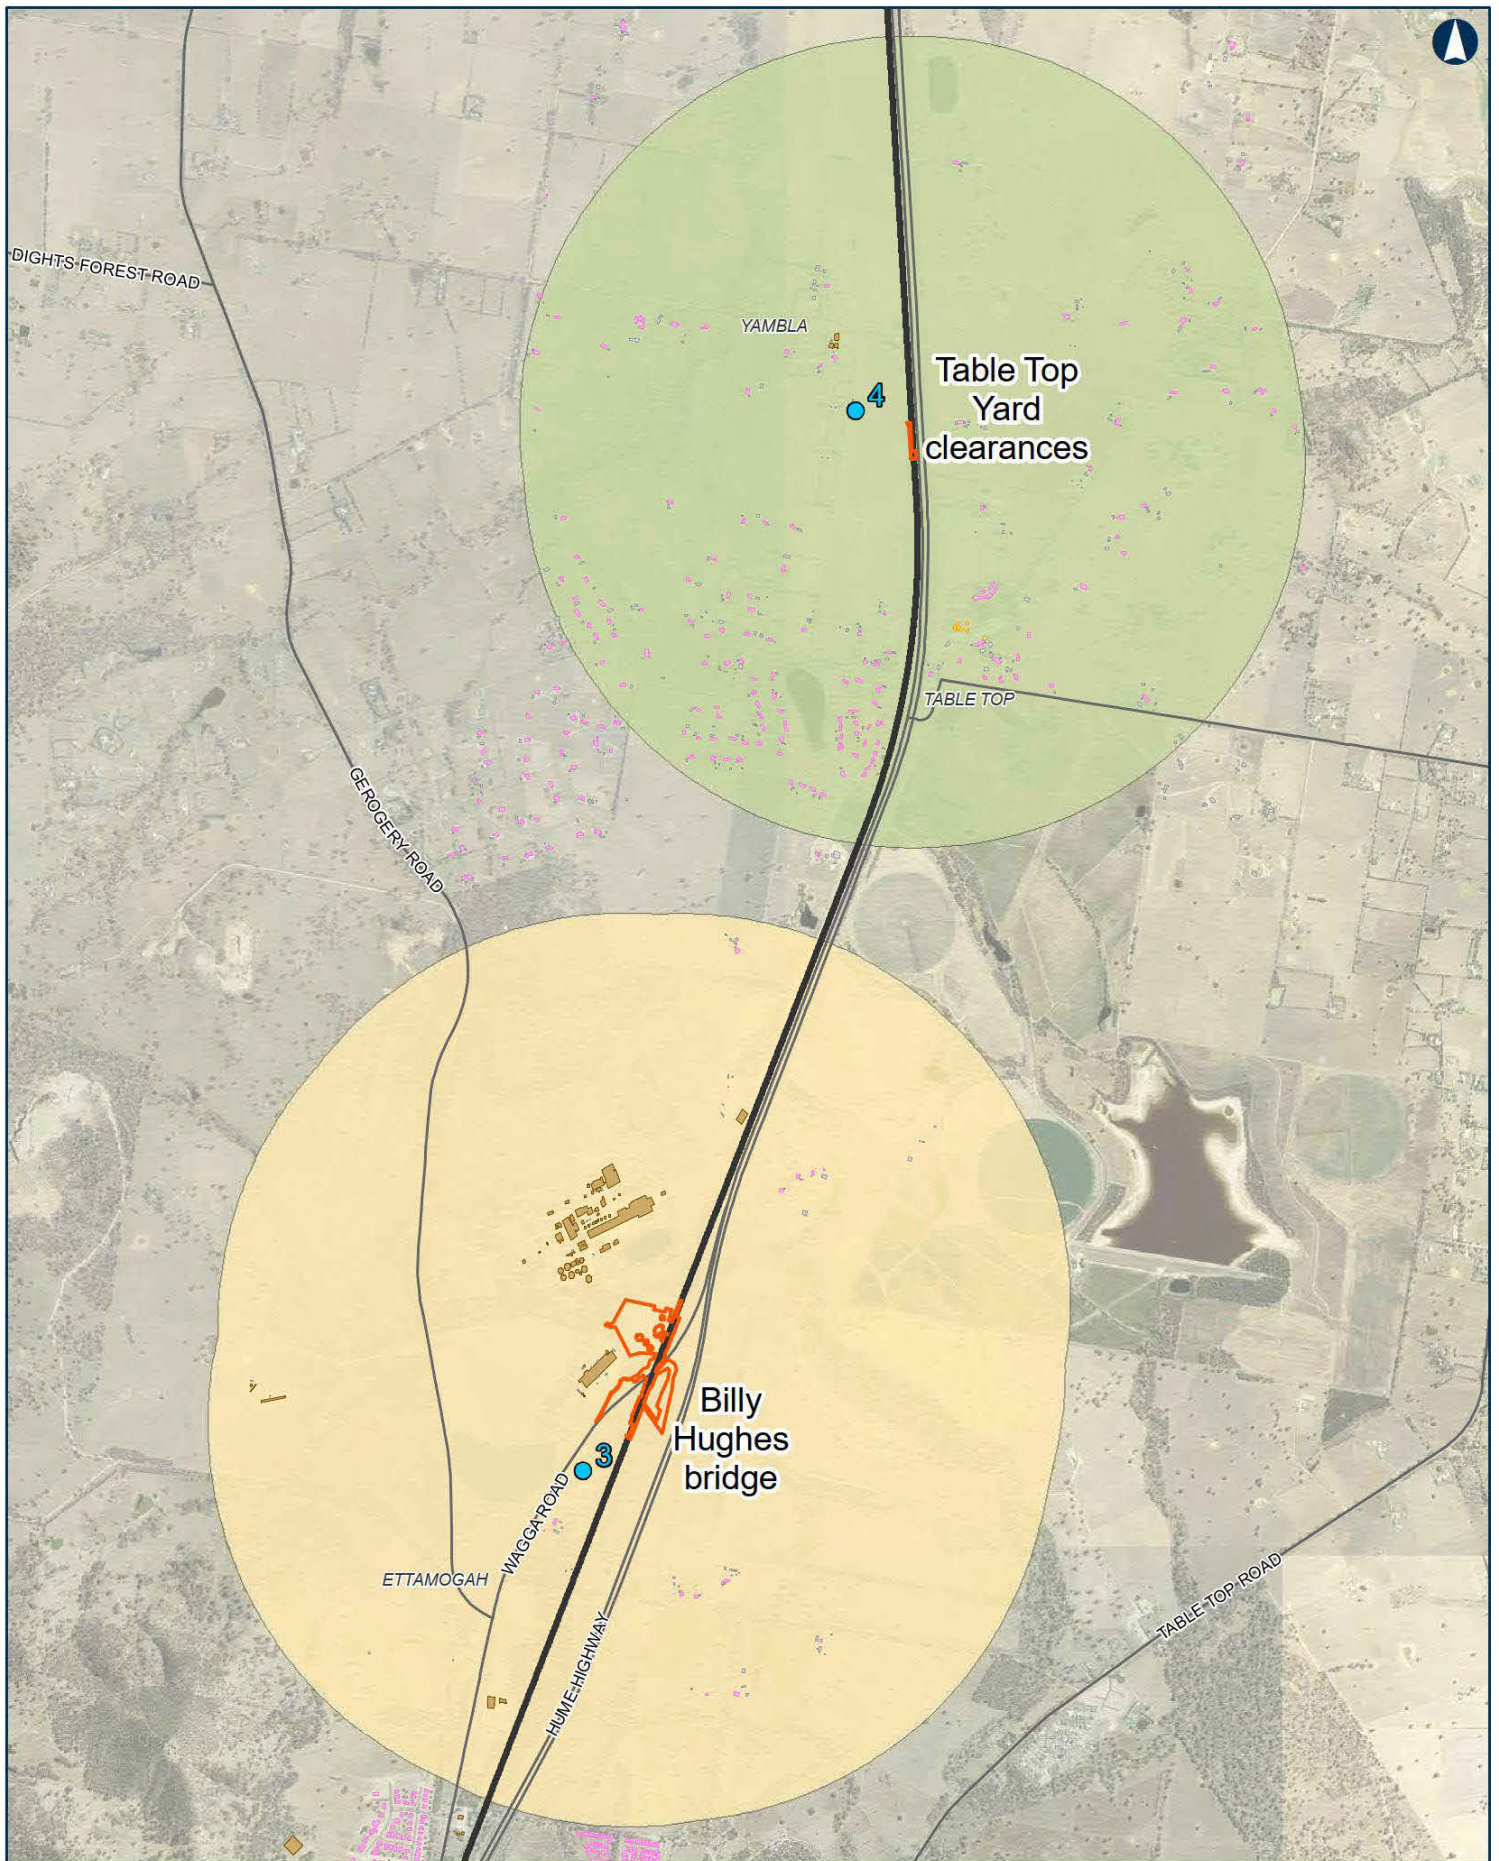 DIGHTS FOREST ROAD
YAMBLA
4
Table Top
Yard
clearances
TABLE TOP
GEROGERY ROAD
Billy
Hughes
bridge
3
WAGGA ROAD
ETTAMOGAH
TABLE TOP ROAD
HUME HIGHWAY